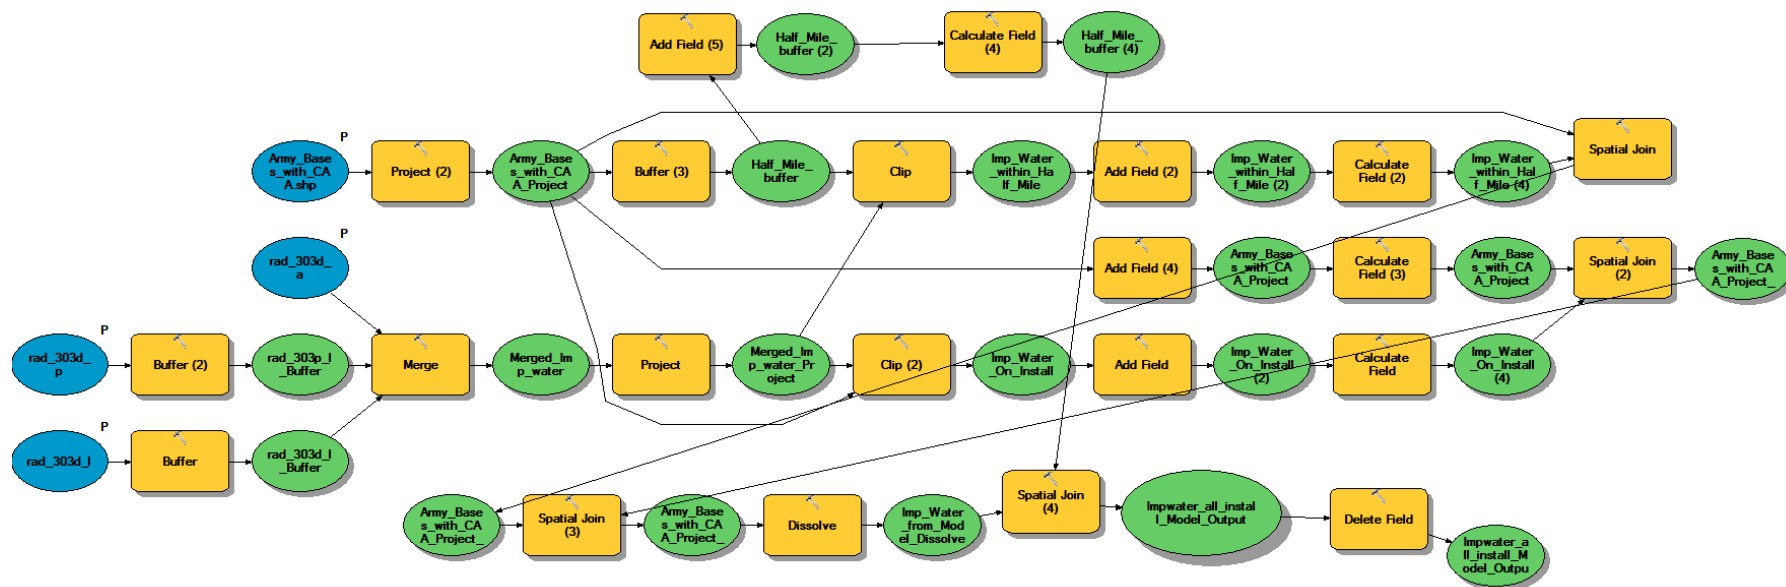 Add Field (5)
Half_Mile_
buffer (2)
Calculate Field
(4)
Half_Mile_
buffer (4)
P
Army_Base
s_with_CA
A.shp
Project (2)
Army_Base
s_with_CA
A_Project
Buffer (3)
Half_Mile_
buffer
Clip
Imp_Water
_within_Ha
lf_Mile
Add Field (2)
Imp_Water
_within_Hal
f_Mile (2)
Calculate
Field (2)
Imp_Water
_within_Hal
f_Mile (4)
Spatial Join
P
rad_303d_
a
Add Field (4)
Army_Base
s_with_CA
A_Project
Calculate
Field (3)
Army_Base
s_with_CA
A_Project
Spatial Join
(2)
Army_Base
s_with_CA
A_Project_
P
rad_303d_
p
Buffer (2)
rad_303p_l
_Buffer
Merge
Merged_Im
p_water
Project
Merged_Im
p_water_Pr
oject
Clip (2)
Imp_Water
_On_Install
Add Field
Imp_Water
_On_Install
(2)
Calculate
Field
Imp_Water
_On_Install
(4)
P
rad_303d_l
Buffer
rad_303d_l
_Buffer
Army_Base
s_with_CA
A_Project_
Spatial Join
(3)
Army_Base
s_with_CA
A_Project_
Dissolve
Imp_Water
_from_Mod
el_Dissolve
Spatial Join
(4)
Impwater_all_instal
l_Model_Output
Delete Field
Impwater_a
ll_install_M
odel_Outpu